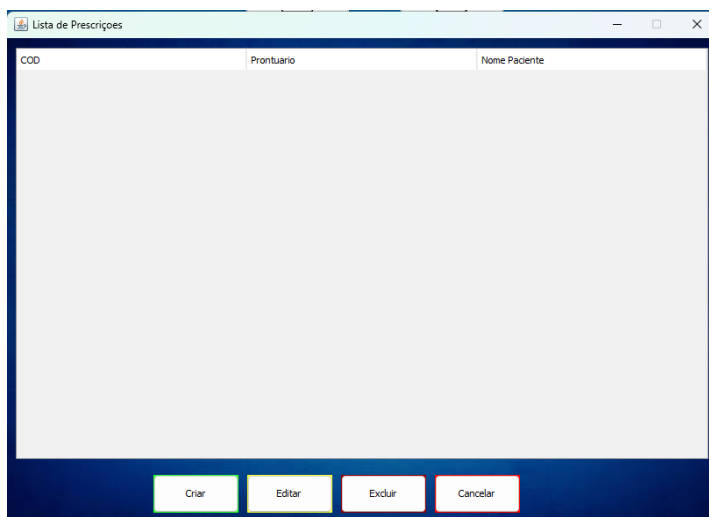 Lista de Prescriçoes
COD Prontuario Nome Paciente
Criar Editar Excluir Cancelar